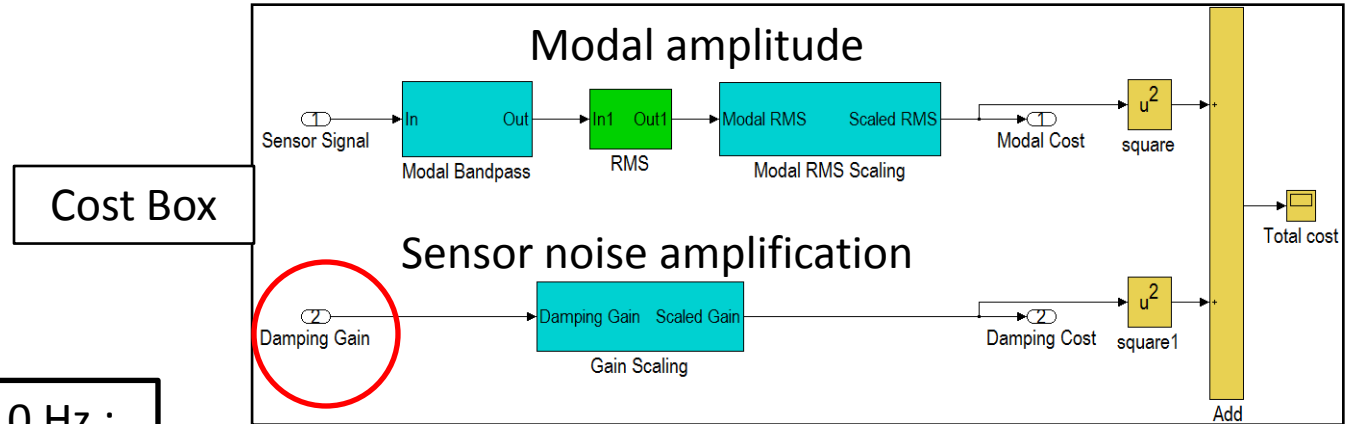 Modal amplitude
1
Sensor Signal
In Out
Modal Bandpass
In1 Out1
RMS
Modal RMS Scaled RMS
Modal RMS Scaling
1
Modal Cost
u²
square
Cost Box
Total cost
Sensor noise amplification
2
Damping Gain
Damping Gain Scaled Gain
Gain Scaling
2
Damping Cost
u²
square1
+
+
Add
0 Hz :